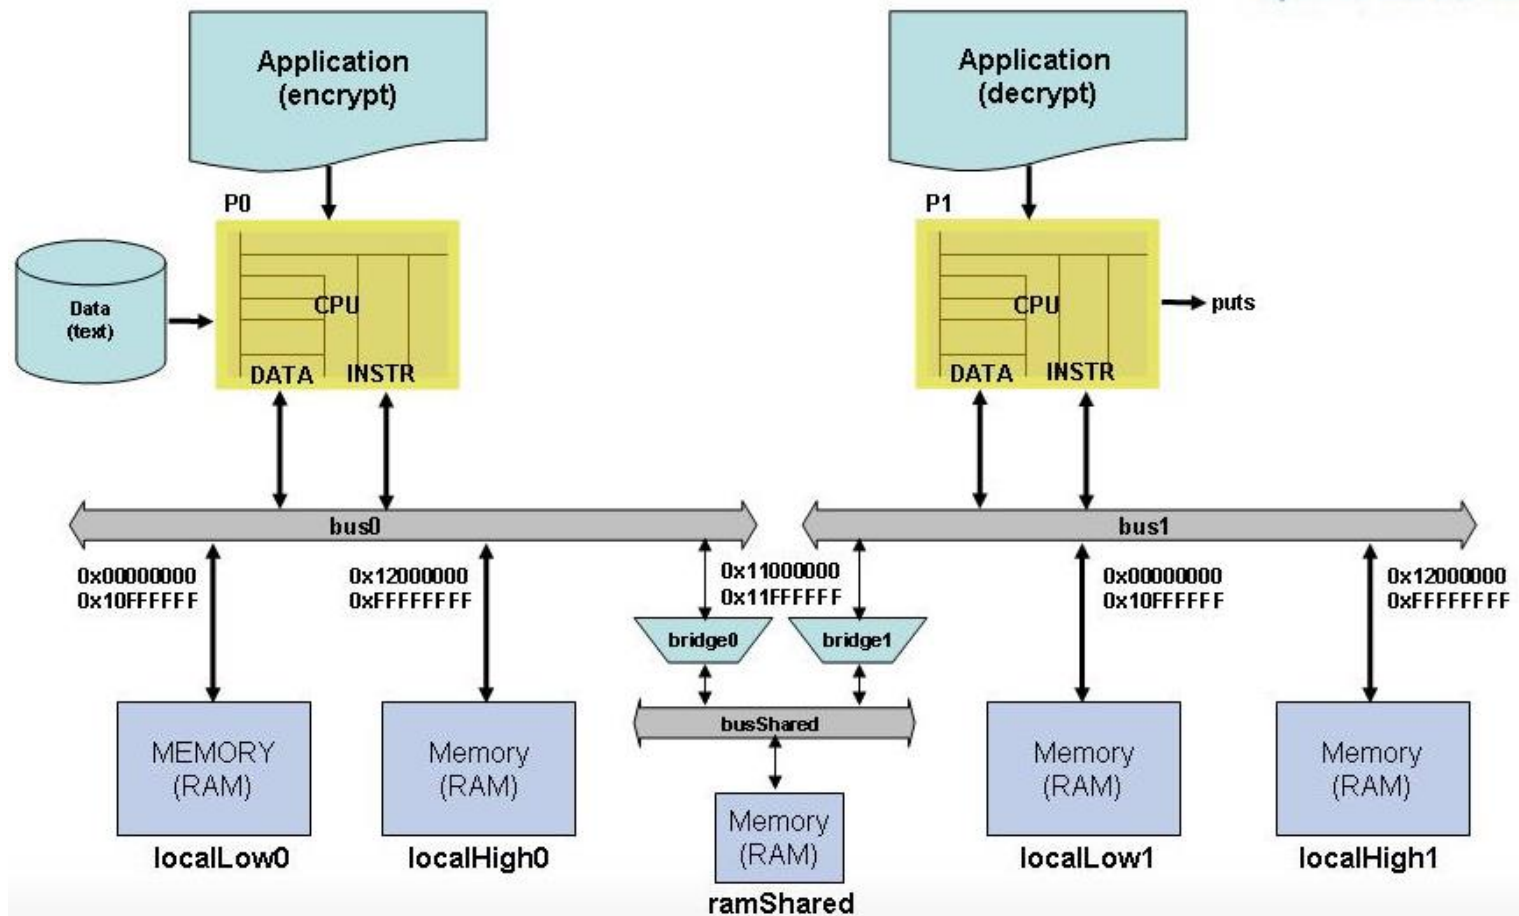 Application
(encrypt)
Application
(decrypt)
P0
P1
Data
(text)
CPU
DATA INSTR
CPU
DATA INSTR
puts
bus0
bus1
0x00000000
0x10FFFFFF
0x12000000
0xFFFFFFFF
0x11000000
0x11FFFFFF
0x00000000
0x10FFFFFF
0x12000000
0xFFFFFFFF
bridge0
bridge1
busShared
MEMORY
(RAM)
localLow0
Memory
(RAM)
localHigh0
Memory
(RAM)
ramShared
Memory
(RAM)
localLow1
Memory
(RAM)
localHigh1